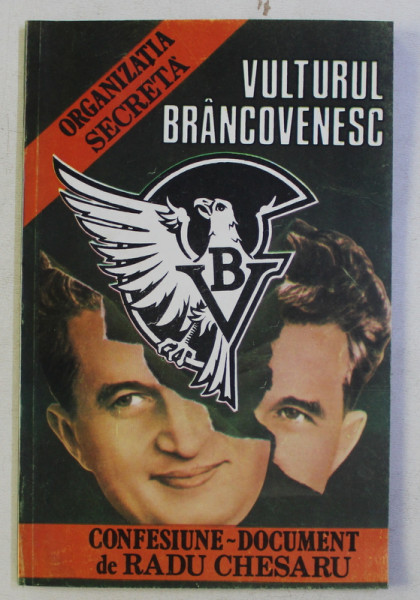 ORGANIZAȚIA
SECRETĂ
VULTURUL
BRÂNCOVENESC
B
V
CONFESIUNE~DOCUMENT
de RADU CHESARU